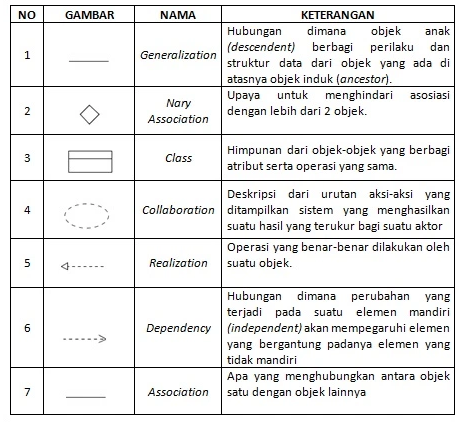 NO GAMBAR NAMA KETERANGAN
1 Generalization Hubungan dimana objek anak
(descendent) berbagi perilaku dan
struktur data dari objek yang ada di
atasnya objek induk (ancestor).
2 Nary
Association
Upaya untuk menghindari asosiasi
dengan lebih dari 2 objek.
3 Class Himpunan dari objek-objek yang berbagi
atribut serta operasi yang sama.
4 Collaboration Deskripsi dari urutan aksi-aksi yang
ditampilkan sistem yang menghasilkan
suatu hasil yang terukur bagi suatu aktor
5 Realization Operasi yang benar-benar dilakukan oleh
suatu objek.
6 Dependency Hubungan dimana perubahan yang
terjadi pada suatu elemen mandiri
(independent) akan mempegaruhi elemen
yang bergantung padanya elemen yang
tidak mandiri
7 Association Apa yang menghubungkan antara objek
satu dengan objek lainnya